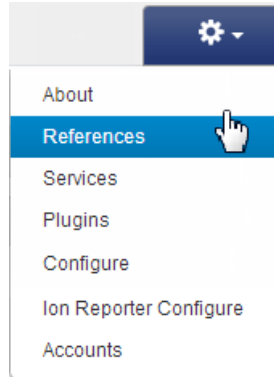 About
References
Services
Plugins
Configure
Ion Reporter Configure
Accounts